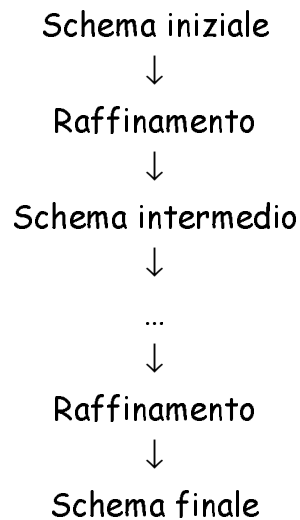 Schema iniziale
↓
Raffinamento
↓
Schema intermedio
↓
...
↓
Raffinamento
↓
Schema finale